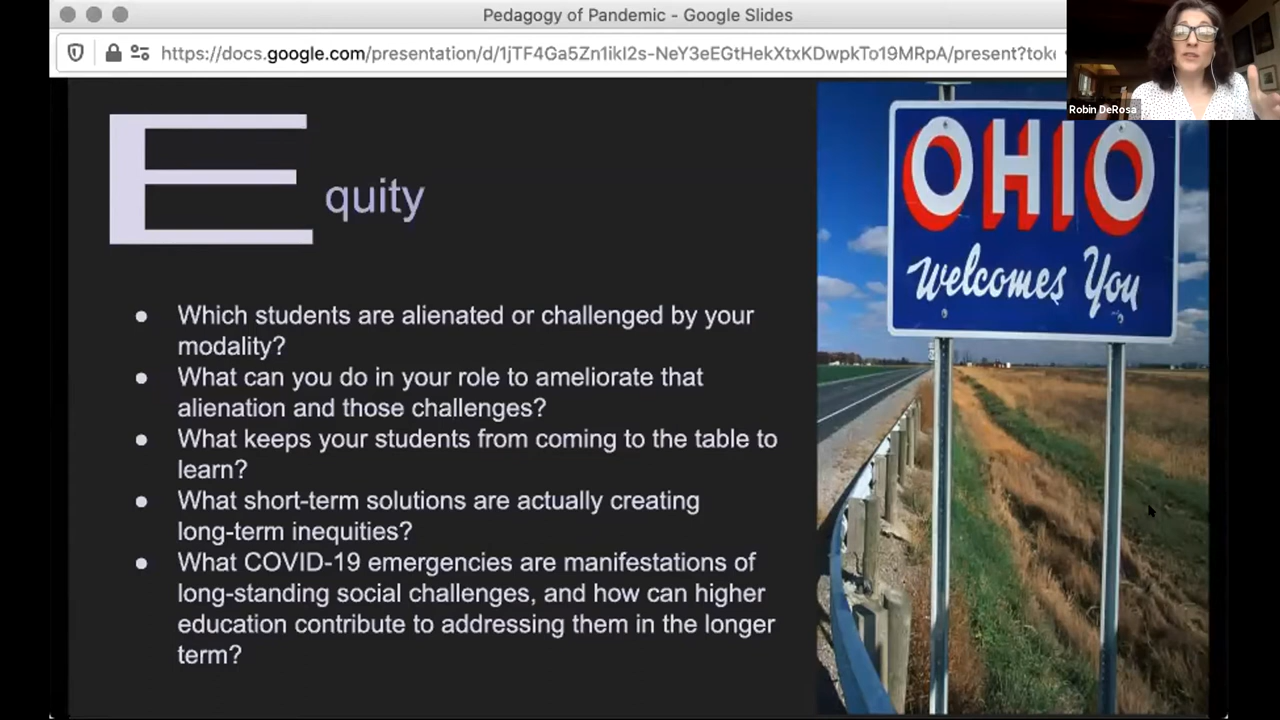 Pedagogy of Pandemic - Google Slides
https://docs.google.com/presentation/d/1jTF4Ga5Zn1ikI2s-NeY3eEGtHekXtxKDwpkTo19MRpA/present?toke
Robin DeRosa
Equity
Which students are alienated or challenged by your
modality?
What can you do in your role to ameliorate that
alienation and those challenges?
What keeps your students from coming to the table to
learn?
What short-term solutions are actually creating
long-term inequities?
What COVID-19 emergencies are manifestations of
long-standing social challenges, and how can higher
education contribute to addressing them in the longer
term?
OHIO
welcomes You